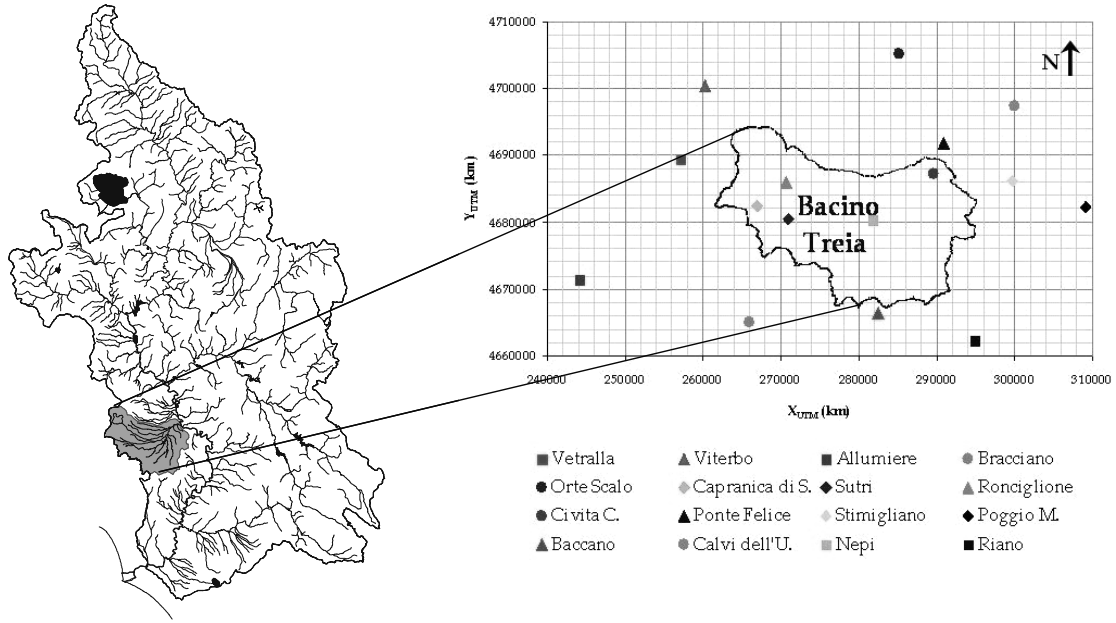 4710000
4700000
4690000
4680000
4670000
4660000
Y_UTM (km)
N
Bacino
Treia
240000 250000 260000 270000 280000 290000 300000 310000
X_UTM (km)
Vetralla Viterbo Allumiere Bracciano
Orte Scalo Capranica di S. Sutri Ronciglione
Civita C. Ponte Felice Stimigliano Poggio M.
Baccano Calvi dell'U. Nepi Riano